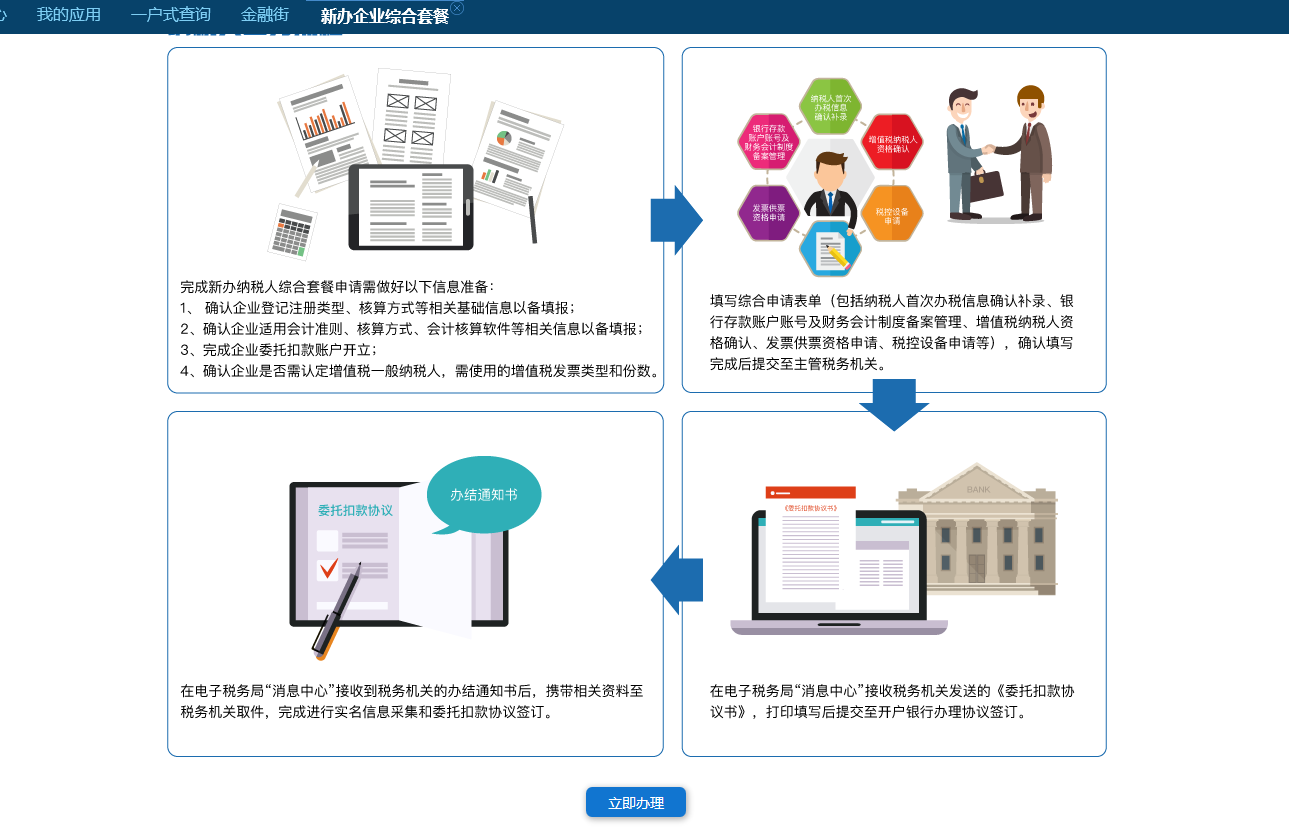 我的应用 一户式查询 金融街 新办企业综合套餐
完成新办纳税人综合套餐申请需做好以下信息准备：
1、 确认企业登记注册类型、核算方式等相关基础信息以备填报；
2、确认企业适用会计准则、核算方式、会计核算软件等相关信息以备填报；
3、完成企业委托扣款账户开立；
4、确认企业是否需认定增值税一般纳税人，需使用的增值税发票类型和份数。
纳税人首次
办税信息
确认补录
银行存款
账户账号及
财务会计制度
备案管理
增值税纳税人
资格确认
发票供票
资格申请
税控设备
申请
填写综合申请表单（包括纳税人首次办税信息确认补录、银
行存款账户账号及财务会计制度备案管理、增值税纳税人资
格确认、发票供票资格申请、税控设备申请等），确认填写
完成后提交至主管税务机关。
BANK
《委托扣款协议书》
在电子税务局“消息中心”接收税务机关发送的《委托扣款协
议书》，打印填写后提交至开户银行办理协议签订。
办结通知书
委托扣款协议
在电子税务局“消息中心”接收到税务机关的办结通知书后，携带相关资料至
税务机关取件，完成进行实名信息采集和委托扣款协议签订。
立即办理